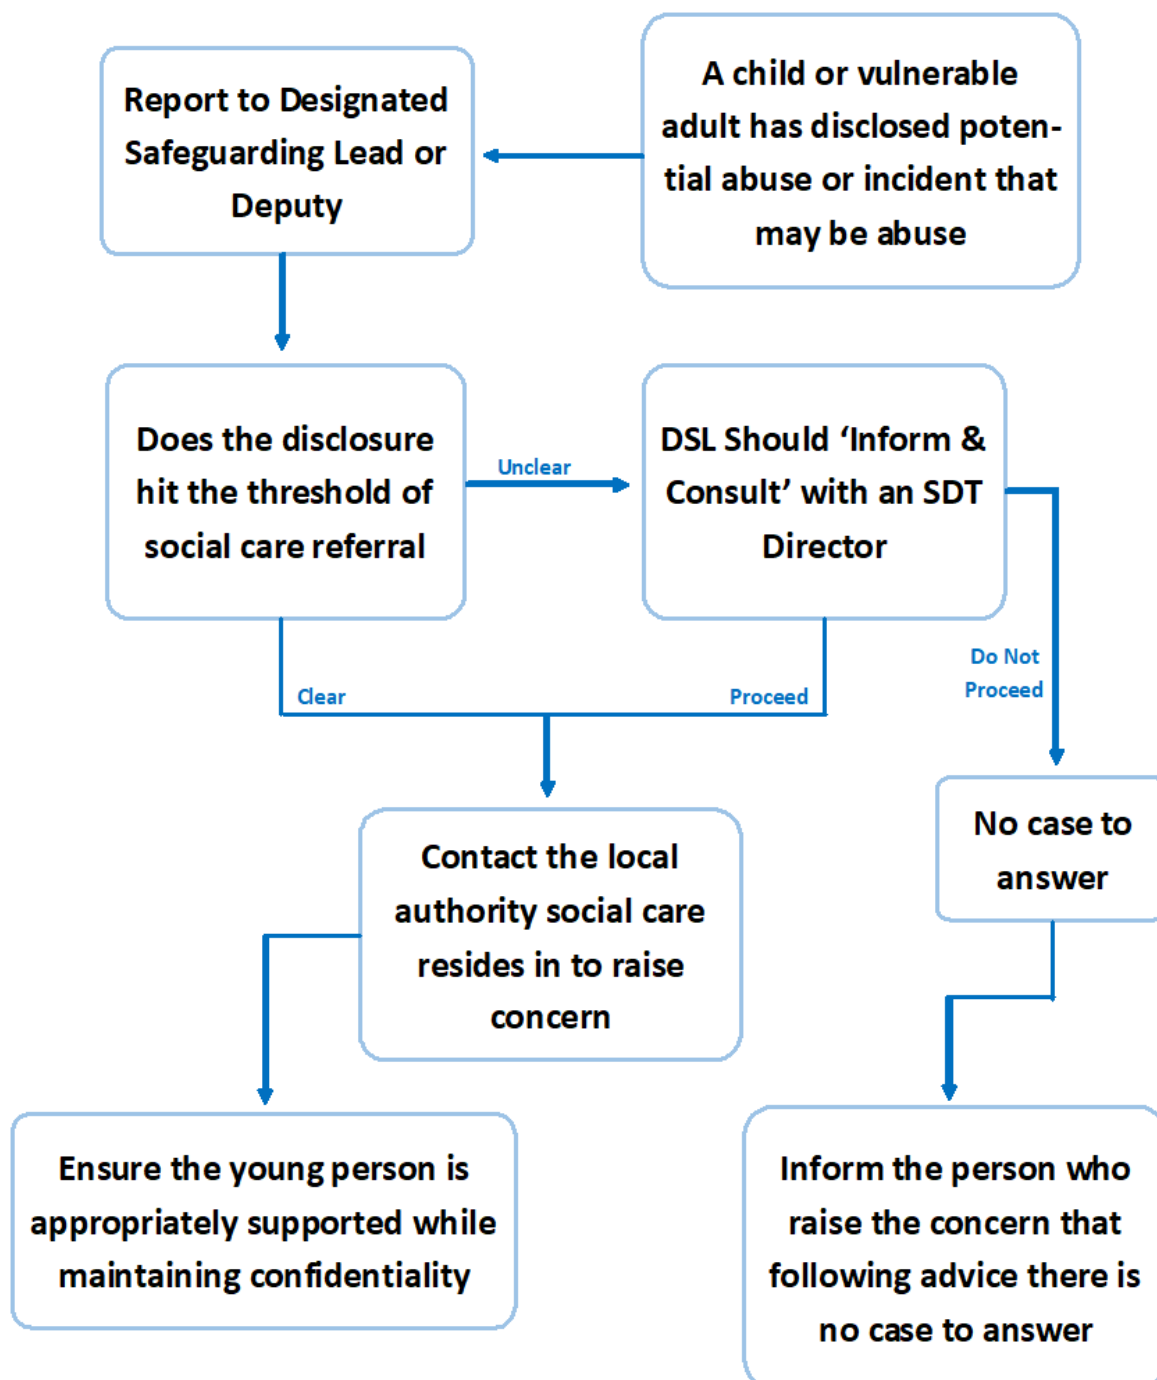 A child or vulnerable
adult has disclosed poten-
tial abuse or incident that
may be abuse
Report to Designated
Safeguarding Lead or
Deputy
Does the disclosure
hit the threshold of
social care referral
Unclear
DSL Should ‘Inform &
Consult’ with an SDT
Director
Clear
Proceed
Do Not
Proceed
Contact the local
authority social care
resides in to raise
concern
No case to
answer
Ensure the young person is
appropriately supported while
maintaining confidentiality
Inform the person who
raise the concern that
following advice there is
no case to answer